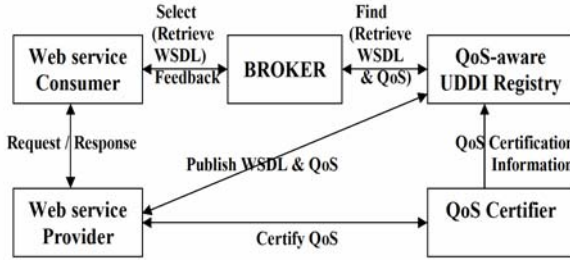 Select
(Retrieve
WSDL)
Feedback
Find
(Retrieve
WSDL
& QoS)
Web service
Consumer
BROKER
QoS-aware
UDDI Registry
Request / Response
Publish WSDL & QoS
QoS Certification
Information
Web service
Provider
Certify QoS
QoS Certifier